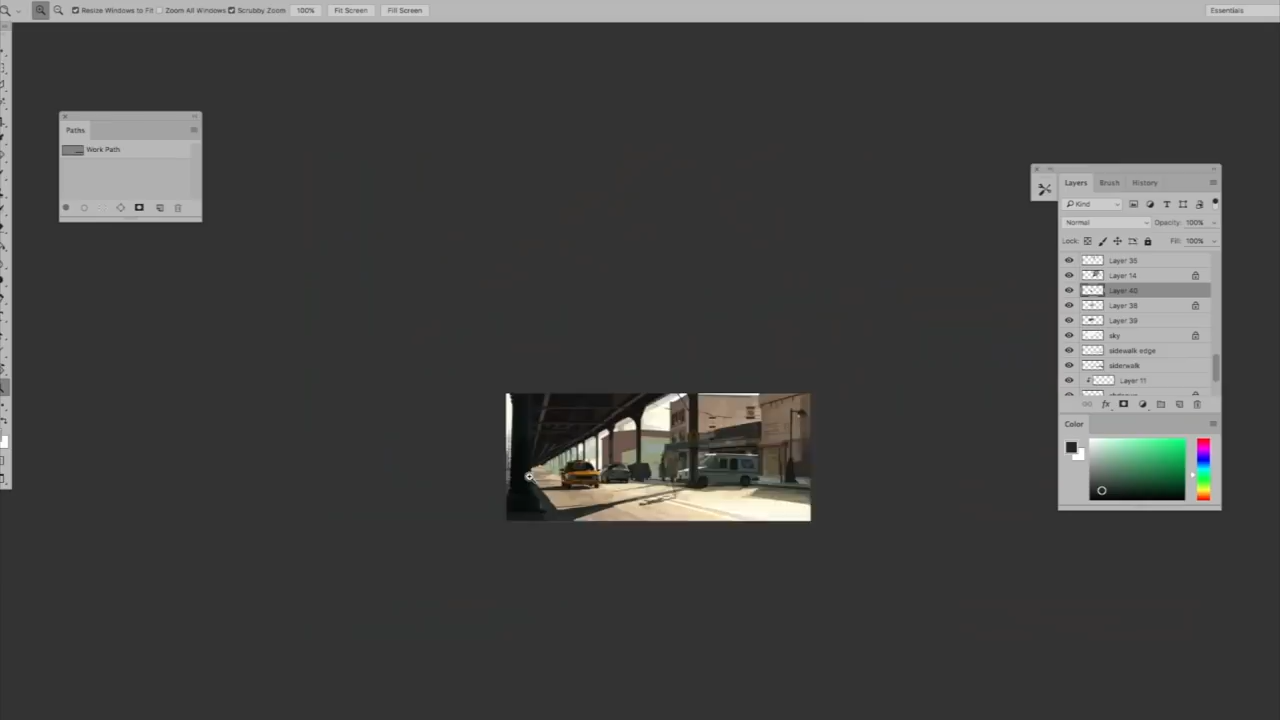 Resize Windows to Fit Zoom All Windows Scrubby Zoom 100% Fit Screen Fill Screen Essentials
Paths
Work Path
Layers Brush History
Kind
Normal Opacity: 100%
Lock: Fill: 100%
Layer 35
Layer 14
Layer 40
Layer 38
Layer 39
sky
sidewalk edge
siderwalk
Layer 11
Color